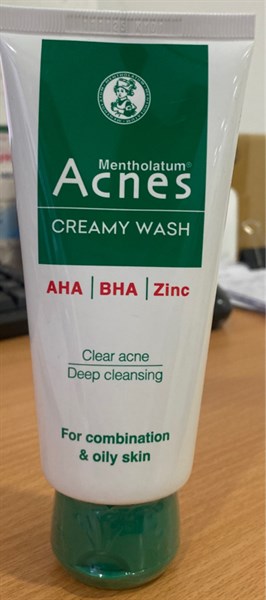 Mentholatum®
Acnes
CREAMY WASH
AHA | BHA | Zinc
Clear acne
Deep cleansing
For combination
& oily skin